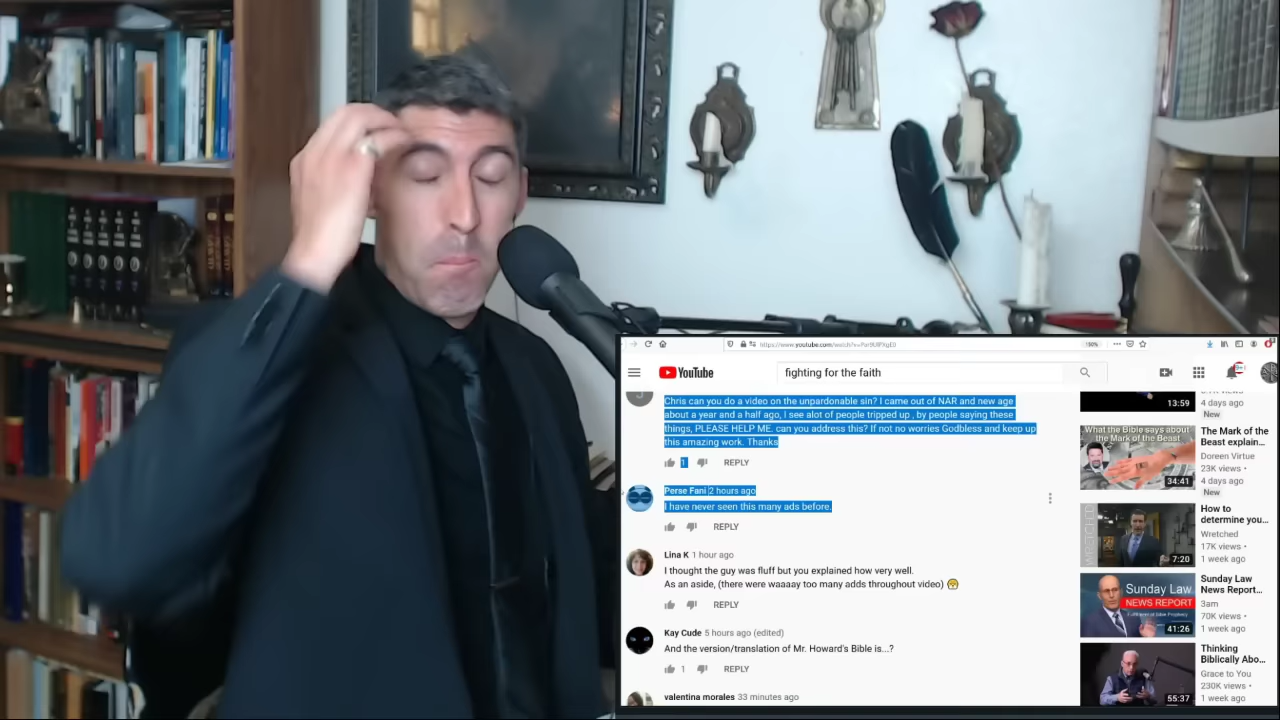 https://www.youtube.com/watch?v=
150%
YouTube
fighting for the faith
9+
Chris can you do a video on the unpardonable sin? I came out of NAR and new age
about a year and a half ago, I see alot of people tripped up , by people saying these
things, PLEASE HELP ME. can you address this? If not no worries Godbless and keep up
this amazing work. Thanks
1 REPLY
Perse Fani 2 hours ago
I have never seen this many ads before.
REPLY
Lina K 1 hour ago
I thought the guy was fluff but you explained how very well.
As an aside, (there were waaaay too many adds throughout video)
REPLY
Kay Cude 5 hours ago (edited)
And the version/translation of Mr. Howard's Bible is...?
1 REPLY
valentina morales 33 minutes ago
13:59
4 days ago
New
What the Bible says about
the Mark of the Beast
34:41
The Mark of the
Beast explain...
Doreen Virtue
23K views •
4 days ago
New
WRETCHED
7:20
How to
determine you...
Wretched
17K views •
1 week ago
Sunday Law
NEWS REPORT
41:26
Sunday Law
News Report...
3am
70K views •
1 week ago
55:37
Thinking
Biblically Abo...
Grace to You
230K views •
1 week ago